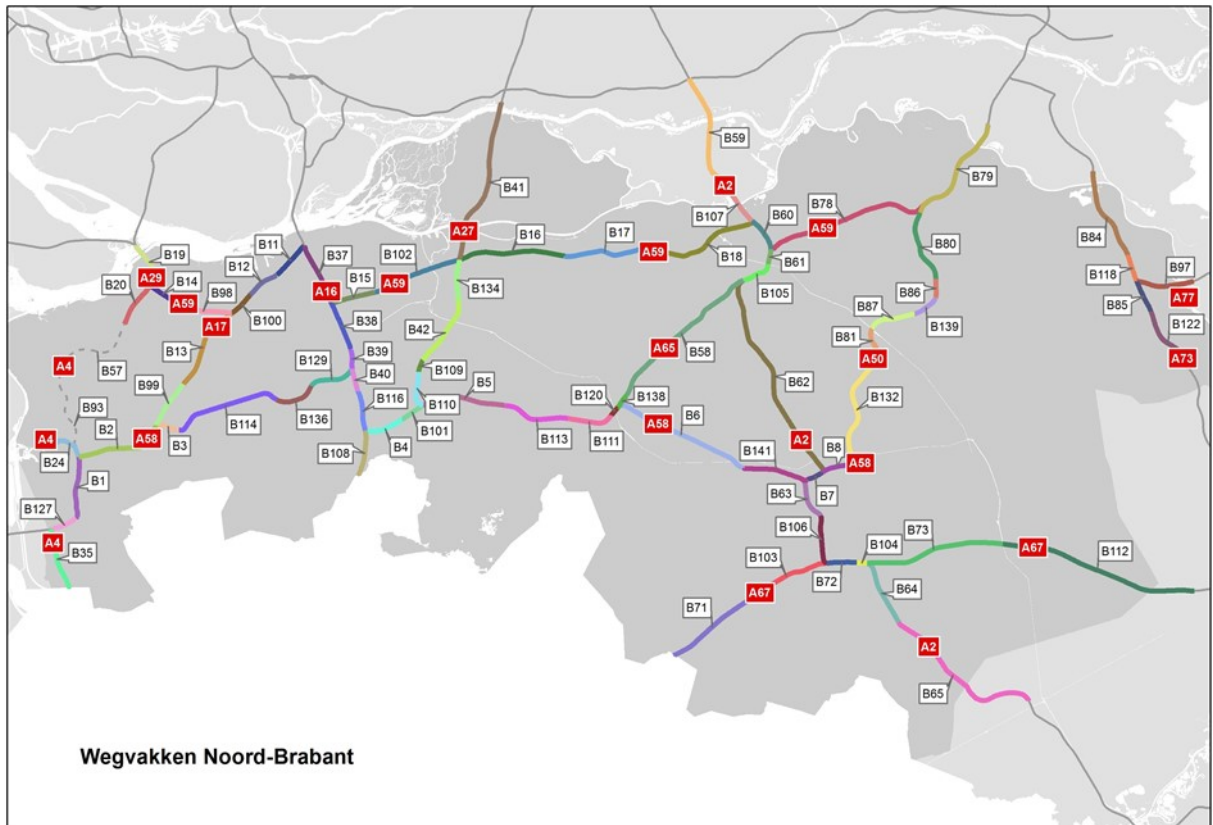 B59
A2
B79
B41
B78
B107
B60
A59
B84
A27
B11
B37
B102
B16
B17
A59
B18
B61
B80
B19
B12
B118
B97
A29
B14
B20
B15
A59
A16
B105
B86
A77
B98
A59
B134
B87
B85
A17
B100
B38
B42
B58
A65
B139
B122
B13
B81
A50
A73
A4
B57
B129
B39
B40
B109
B5
B62
B99
B120
B138
B132
B93
B116
B110
B6
B2
B114
B136
B101
B113
B111
A58
A4
A58
B3
B4
A2
B8
B24
B108
B141
A58
B1
B63
B7
B127
B106
B73
A4
B104
A67
B35
B103
B112
B72
B64
A67
B71
A2
B65
Wegvakken Noord-Brabant